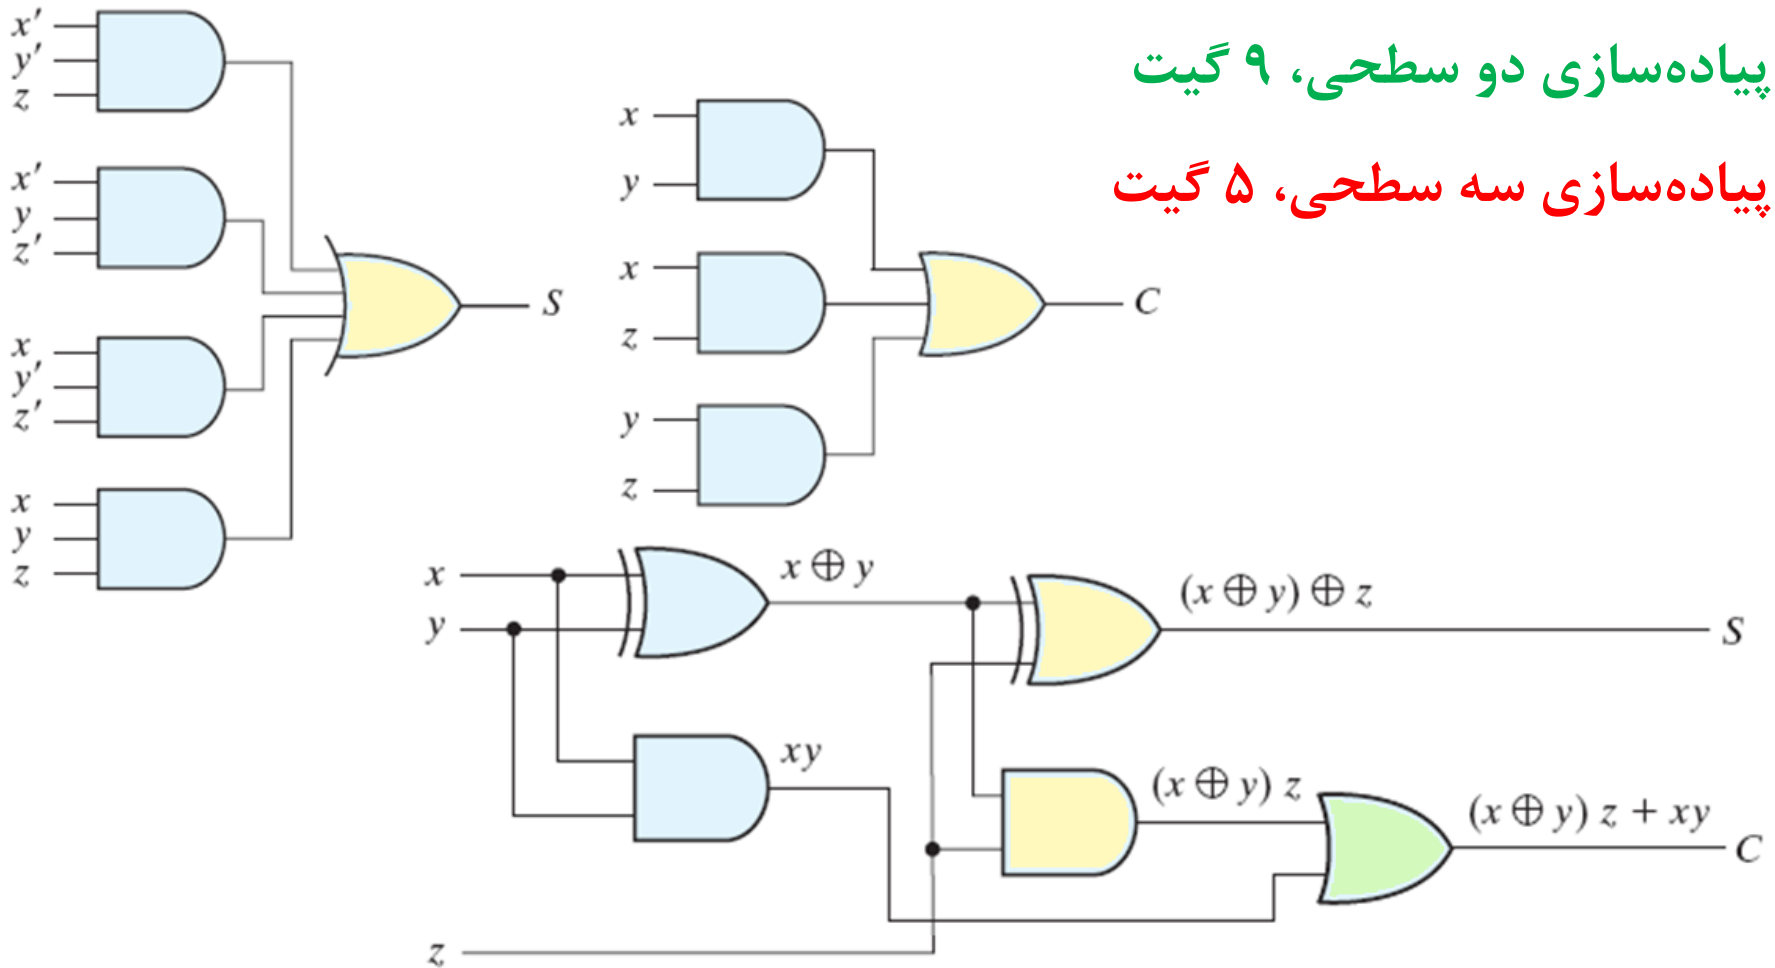 پیاده‌سازی دو سطحی، ۹ گیت
پیاده‌سازی سه سطحی، ۵ گیت
x′
y′
z
x′
y
z′
x
y′
z′
x
y
z
S
x
y
x
z
y
z
C
x
y
z
x ⊕ y
xy
(x ⊕ y) ⊕ z
S
(x ⊕ y) z
(x ⊕ y) z + xy
C